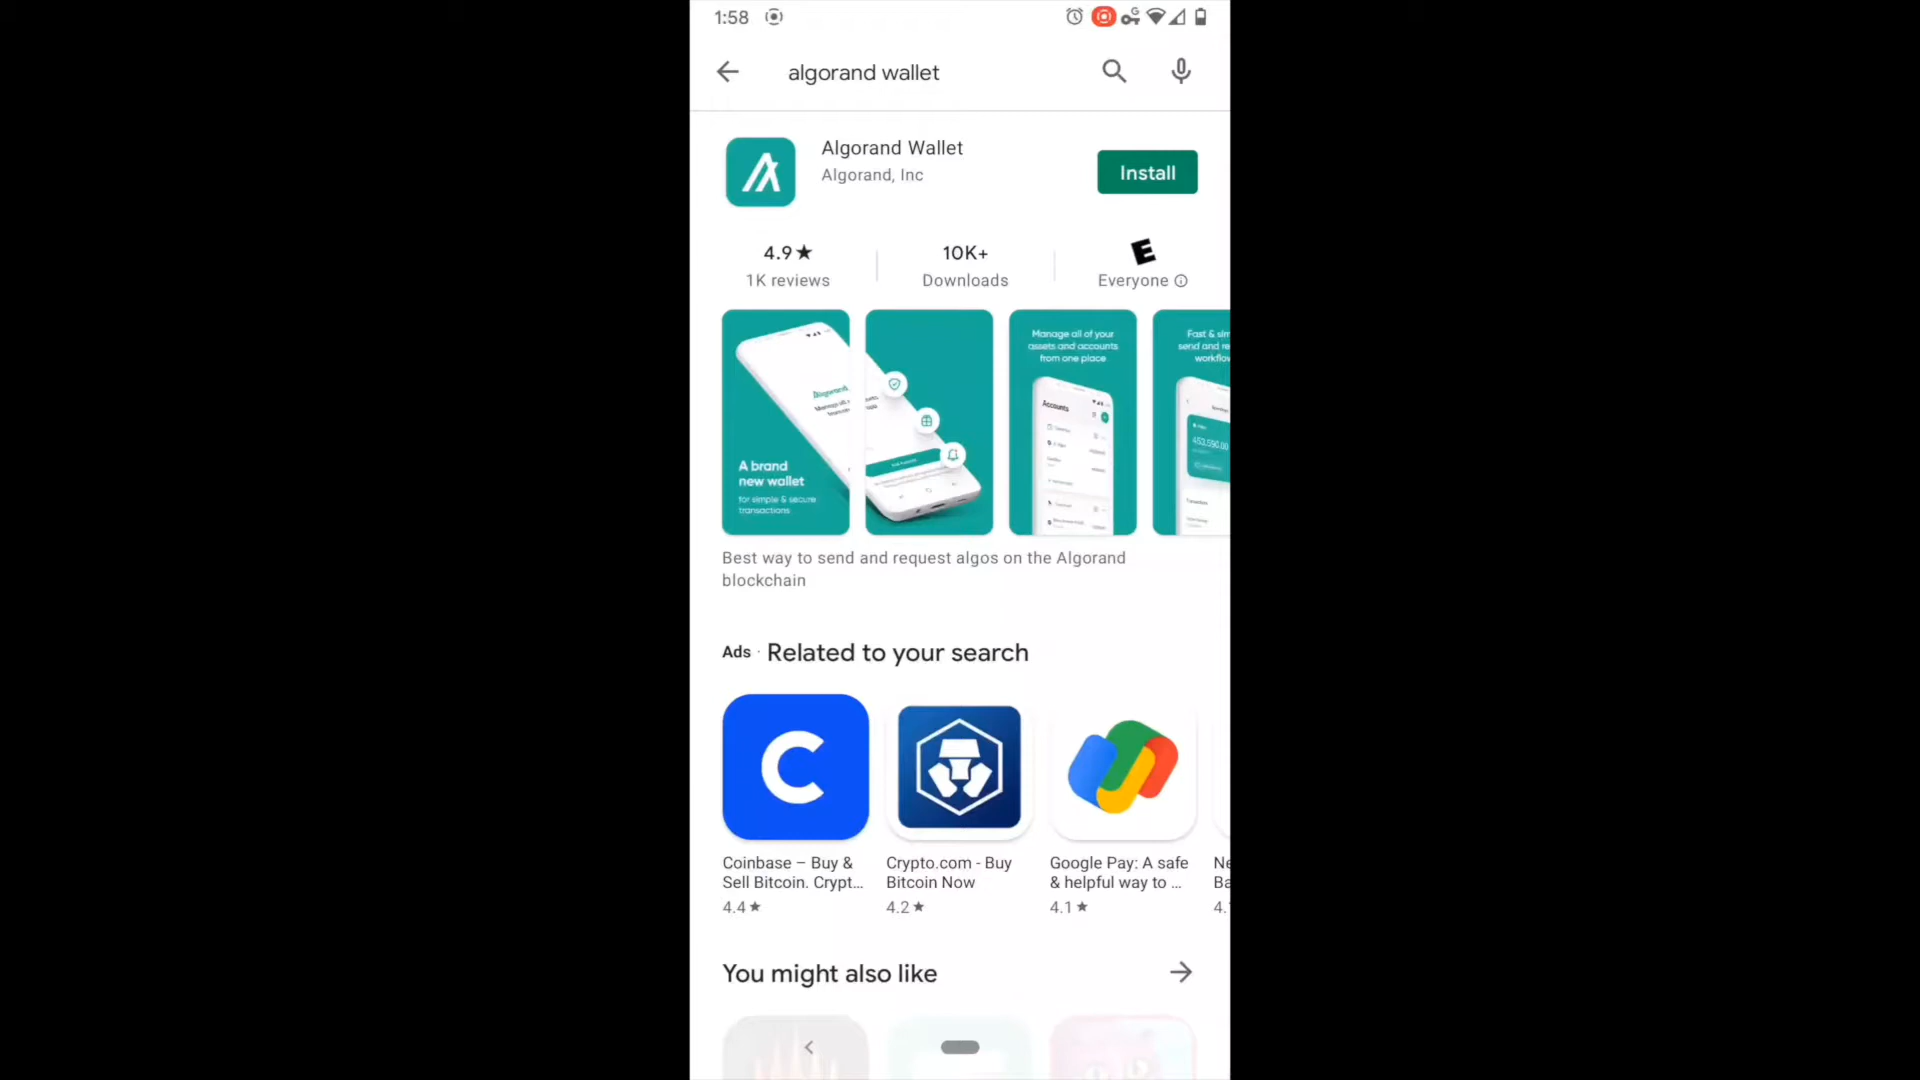 1:58
algorand wallet
Algorand Wallet
Algorand, Inc
Install
4.9★
1K reviews
10K+
Downloads
E
Everyone
A brand
new wallet
for simple & secure
transactions
Manage all of your
assets and accounts
from one place
Accounts
Fast & sim
send and re
workflow
Best way to send and request algos on the Algorand
blockchain
Ads · Related to your search
Coinbase – Buy &
Sell Bitcoin. Crypt...
4.4★
Crypto.com - Buy
Bitcoin Now
4.2★
Google Pay: A safe
& helpful way to ...
4.1★
Ne
Ba
4.
You might also like